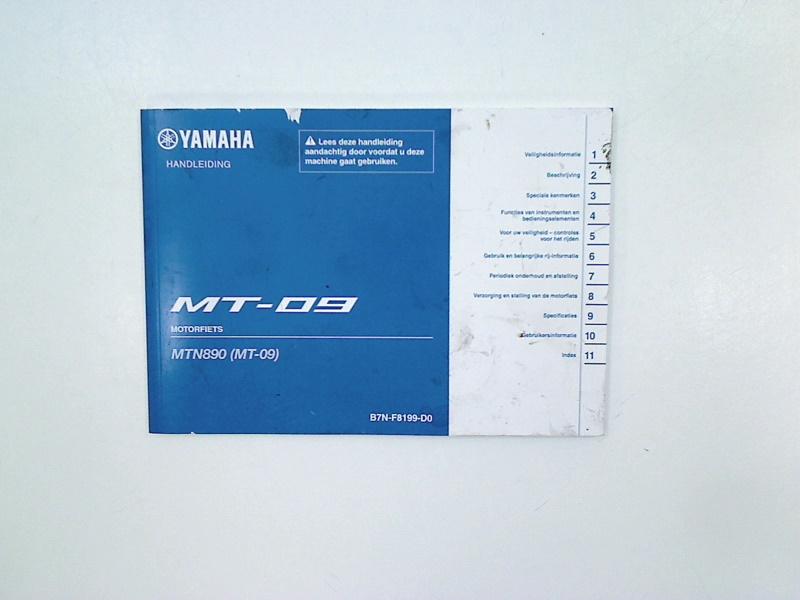 YAMAHA
HANDLEIDING
Lees deze handleiding
aandachtig door voordat u deze
machine gaat gebruiken.
MT-09
MOTORFIETS
MTN890 (MT-09)
B7N-F8199-D0
Veiligheidsinformatie 1
Beschrijving 2
Speciale kenmerken 3
Functies van instrumenten en
bedieningselementen 4
Voor uw veiligheid – controles
voor het rijden 5
Gebruik en belangrijke rij-informatie 6
Periodiek onderhoud en afstelling 7
Verzorging en stalling van de motorfiets 8
Specificaties 9
Gebruikersinformatie 10
Index 11